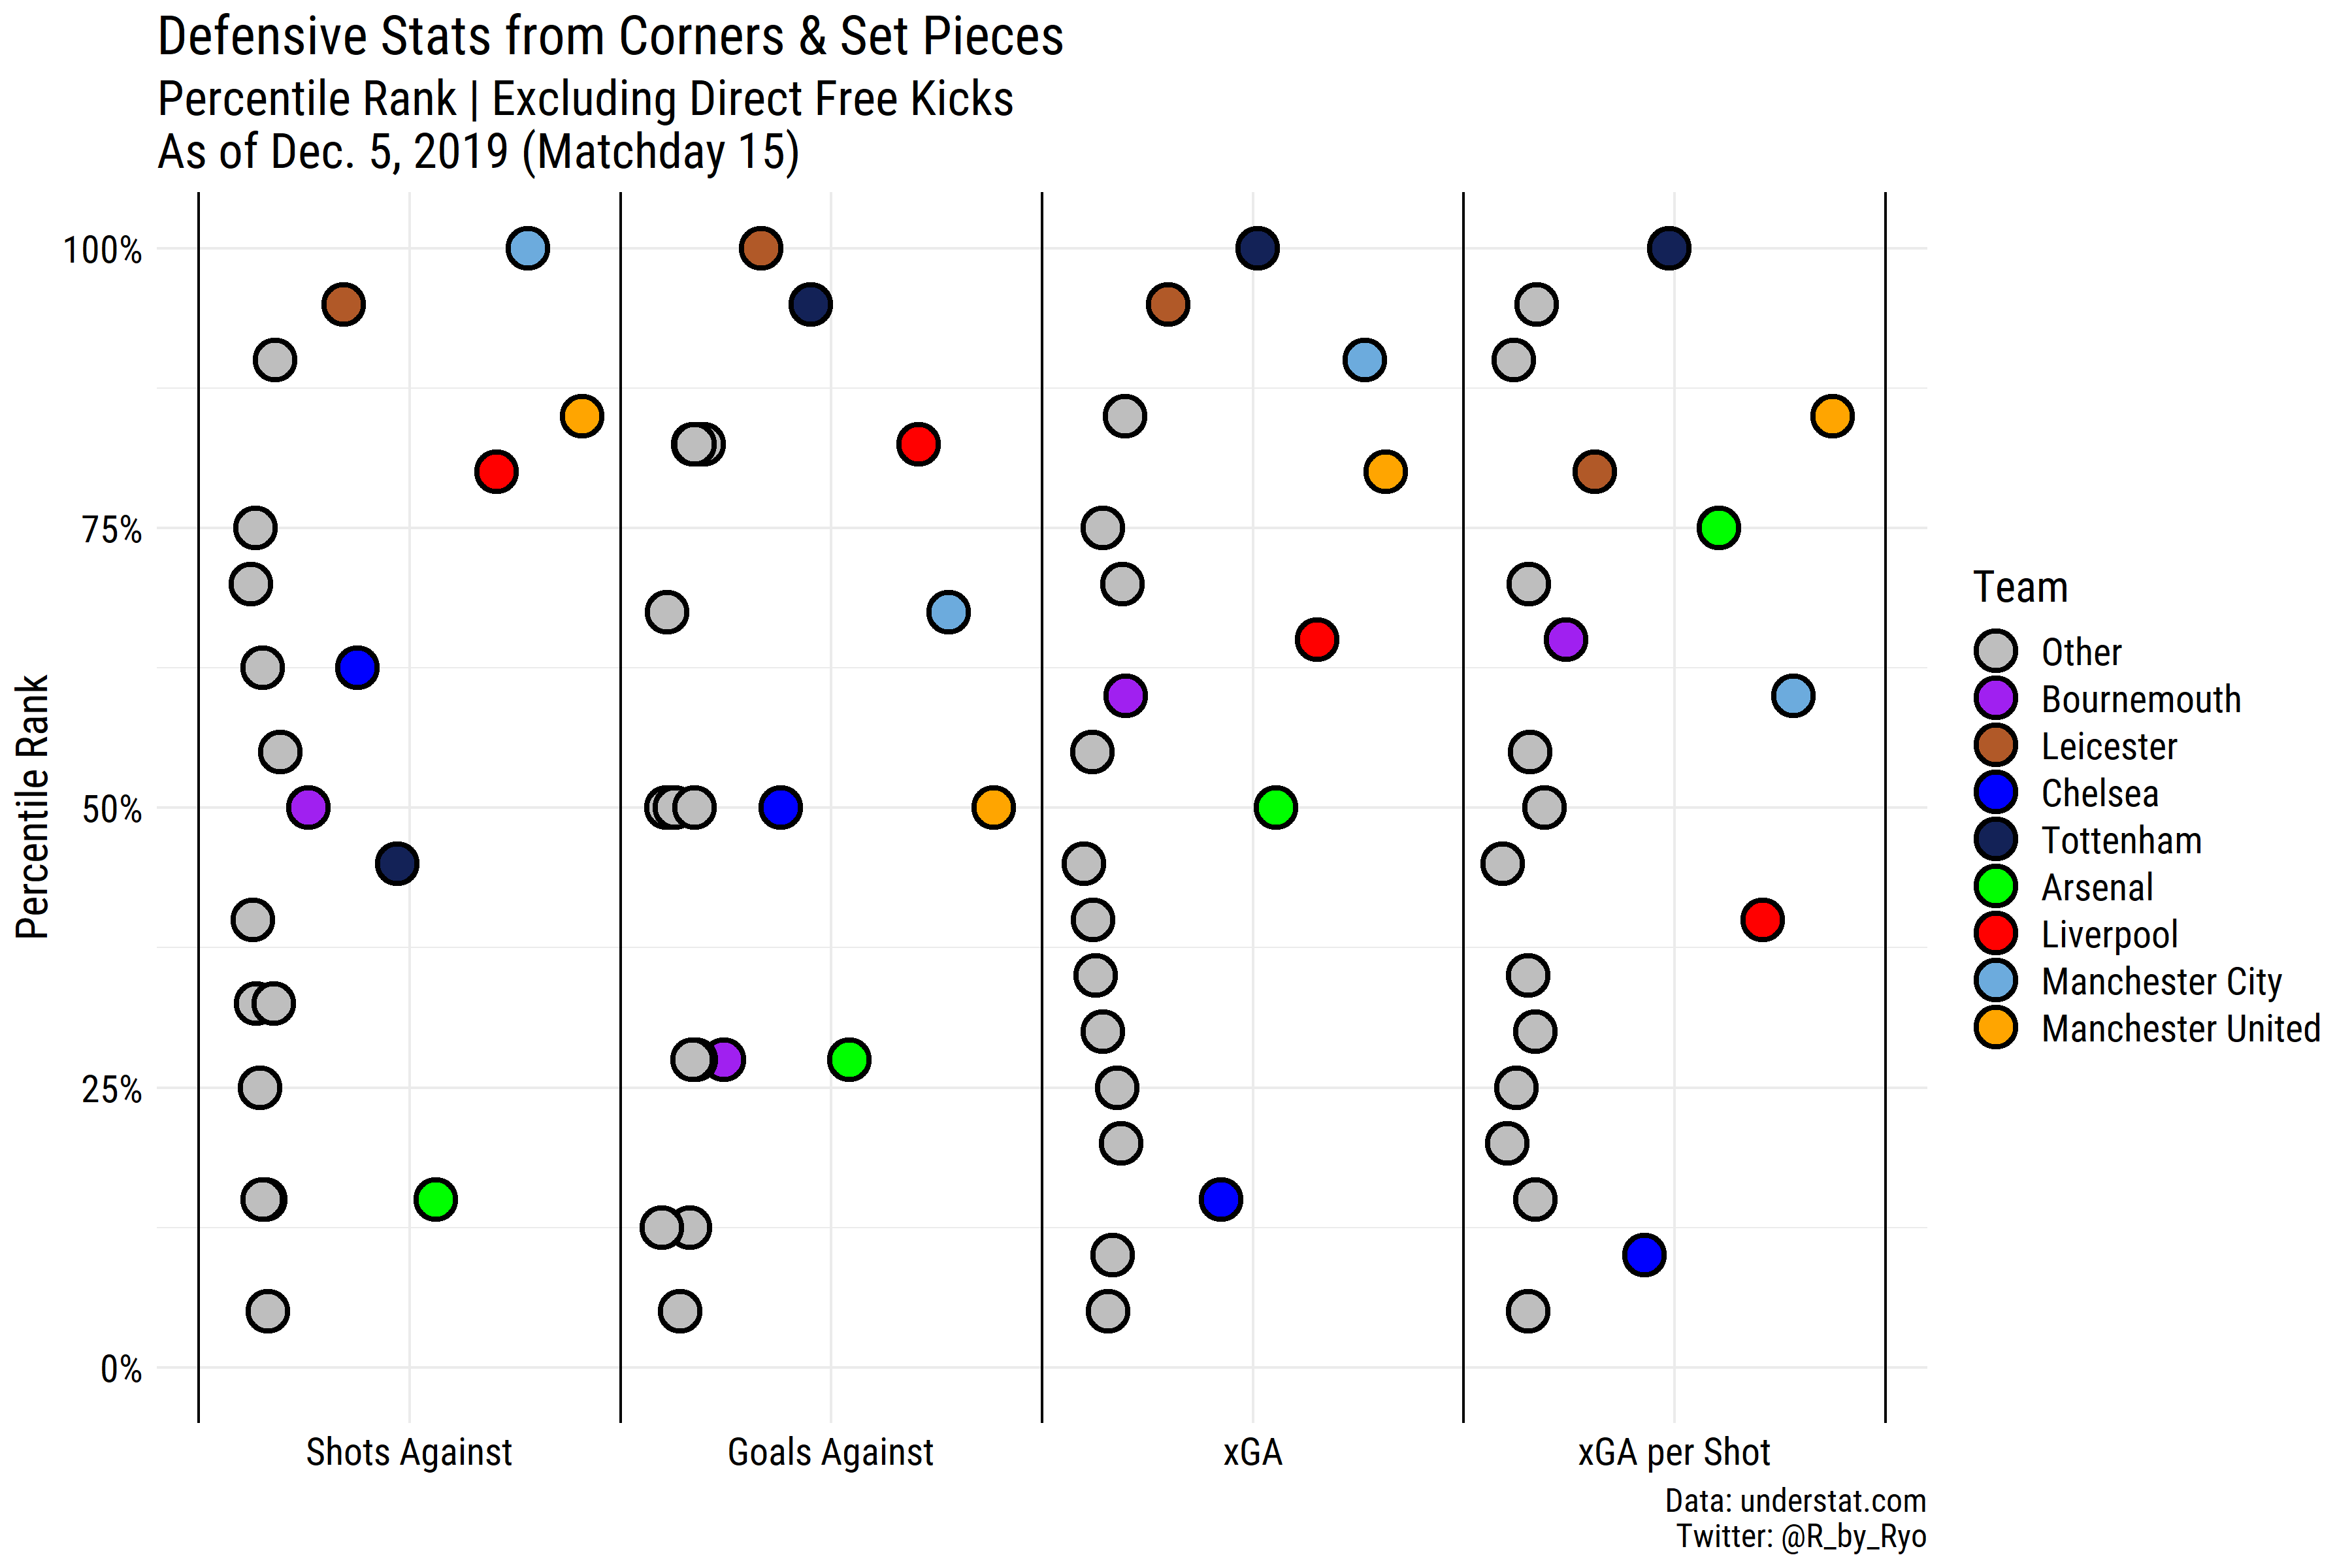 Defensive Stats from Corners & Set Pieces
Percentile Rank | Excluding Direct Free Kicks
As of Dec. 5, 2019 (Matchday 15)
Percentile Rank
100%
75%
50%
25%
0%
Shots Against
Goals Against
xGA
xGA per Shot
Team
Other
Bournemouth
Leicester
Chelsea
Tottenham
Arsenal
Liverpool
Manchester City
Manchester United
Data: understat.com
Twitter: @R_by_Ryo